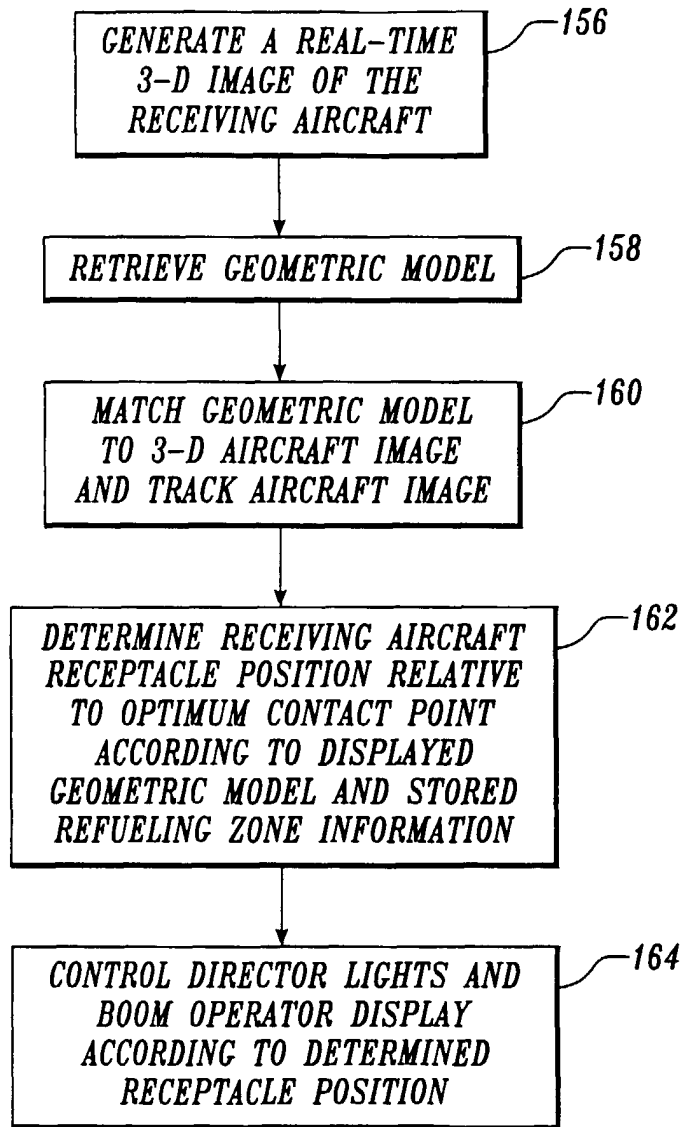 GENERATE A REAL-TIME
3-D IMAGE OF THE
RECEIVING AIRCRAFT
156
RETRIEVE GEOMETRIC MODEL
158
MATCH GEOMETRIC MODEL
TO 3-D AIRCRAFT IMAGE
AND TRACK AIRCRAFT IMAGE
160
DETERMINE RECEIVING AIRCRAFT
RECEPTACLE POSITION RELATIVE
TO OPTIMUM CONTACT POINT
ACCORDING TO DISPLAYED
GEOMETRIC MODEL AND STORED
REFUELING ZONE INFORMATION
162
CONTROL DIRECTOR LIGHTS AND
BOOM OPERATOR DISPLAY
ACCORDING TO DETERMINED
RECEPTACLE POSITION
164